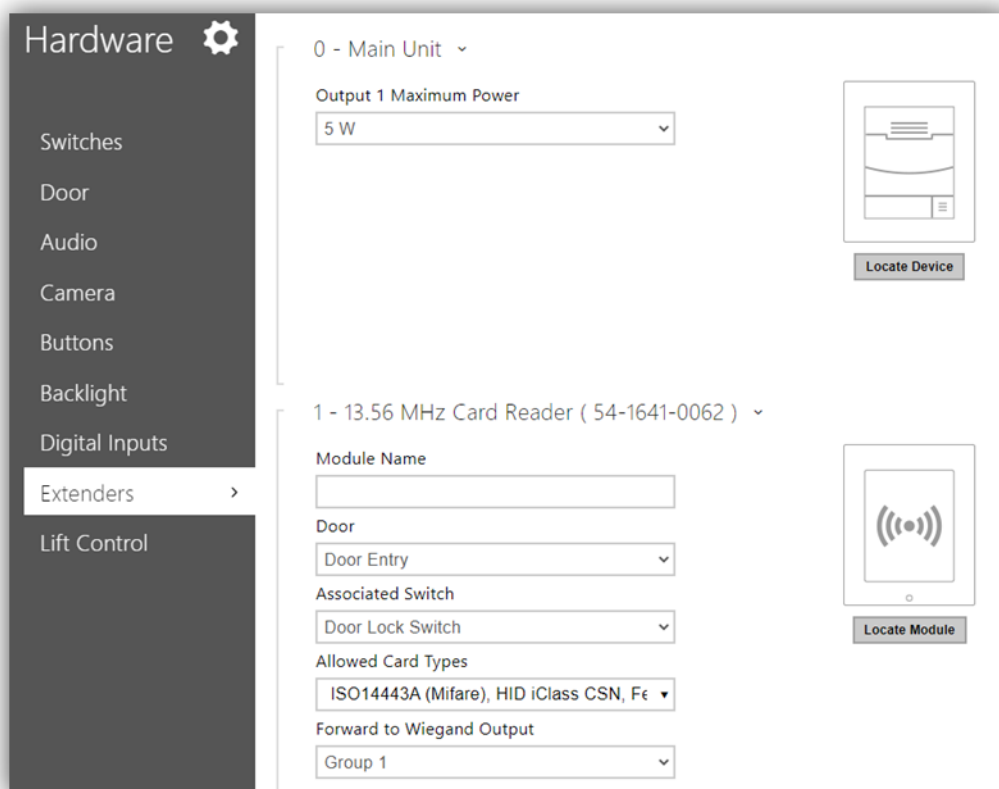 Hardware
Switches
Door
Audio
Camera
Buttons
Backlight
Digital Inputs
Extenders
Lift Control
0 - Main Unit
Output 1 Maximum Power
5 W
Locate Device
1 - 13.56 MHz Card Reader ( 54-1641-0062 )
Module Name
Door
Door Entry
Associated Switch
Door Lock Switch
Allowed Card Types
ISO14443A (Mifare), HID iClass CSN, Fe
Forward to Wiegand Output
Group 1
Locate Module